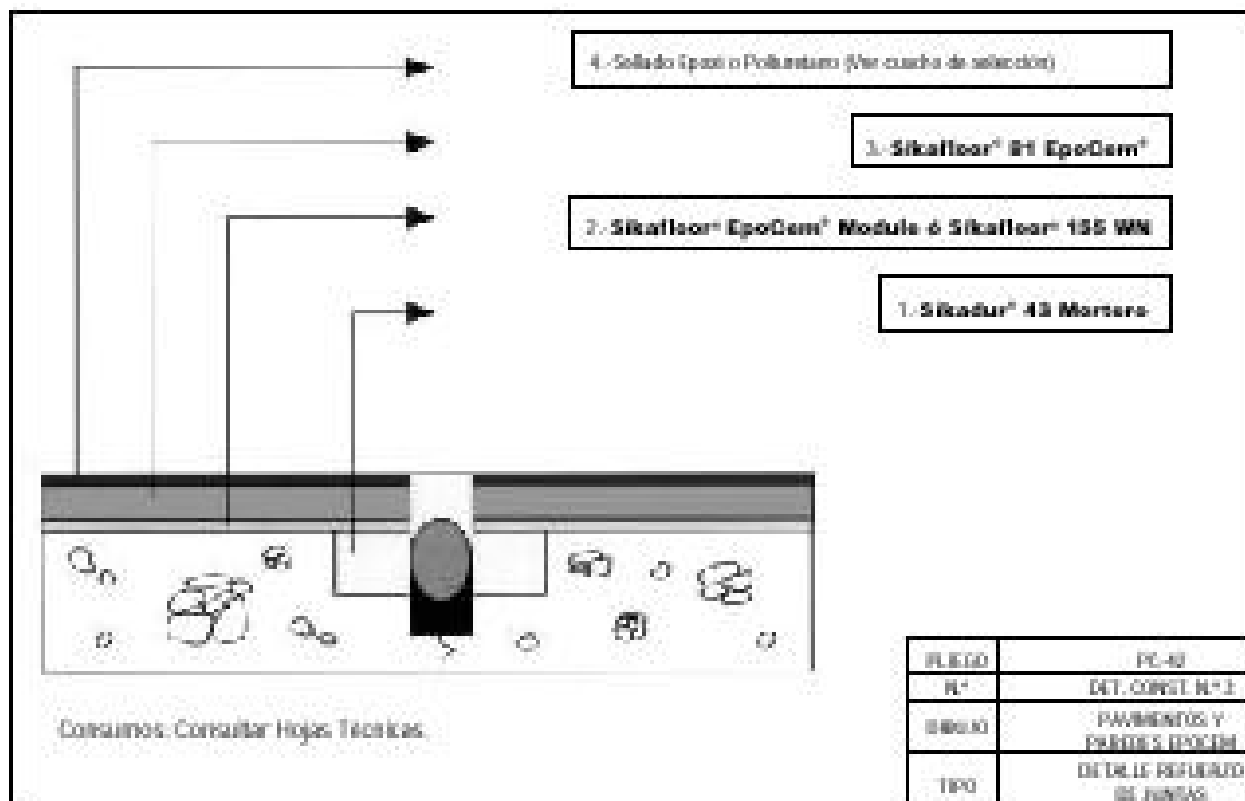 4.-Sellado Epoxi o Poliuretano (Ver cuadro de selección)
3.-Sikafloor® 81 EpoCem®
2.-Sikafloor® EpoCem® Module ó Sikafloor® 155 WN
1.-Sikadur® 43 Mortero
Consumos: Consultar Hojas Técnicas.
PLIEGO PC-42
N.º DET. CONST. N.º 2
DIBUJO PAVIMENTOS Y
PAREDES EPOCEM
TIPO DETALLE REFUERZO
DE JUNTAS